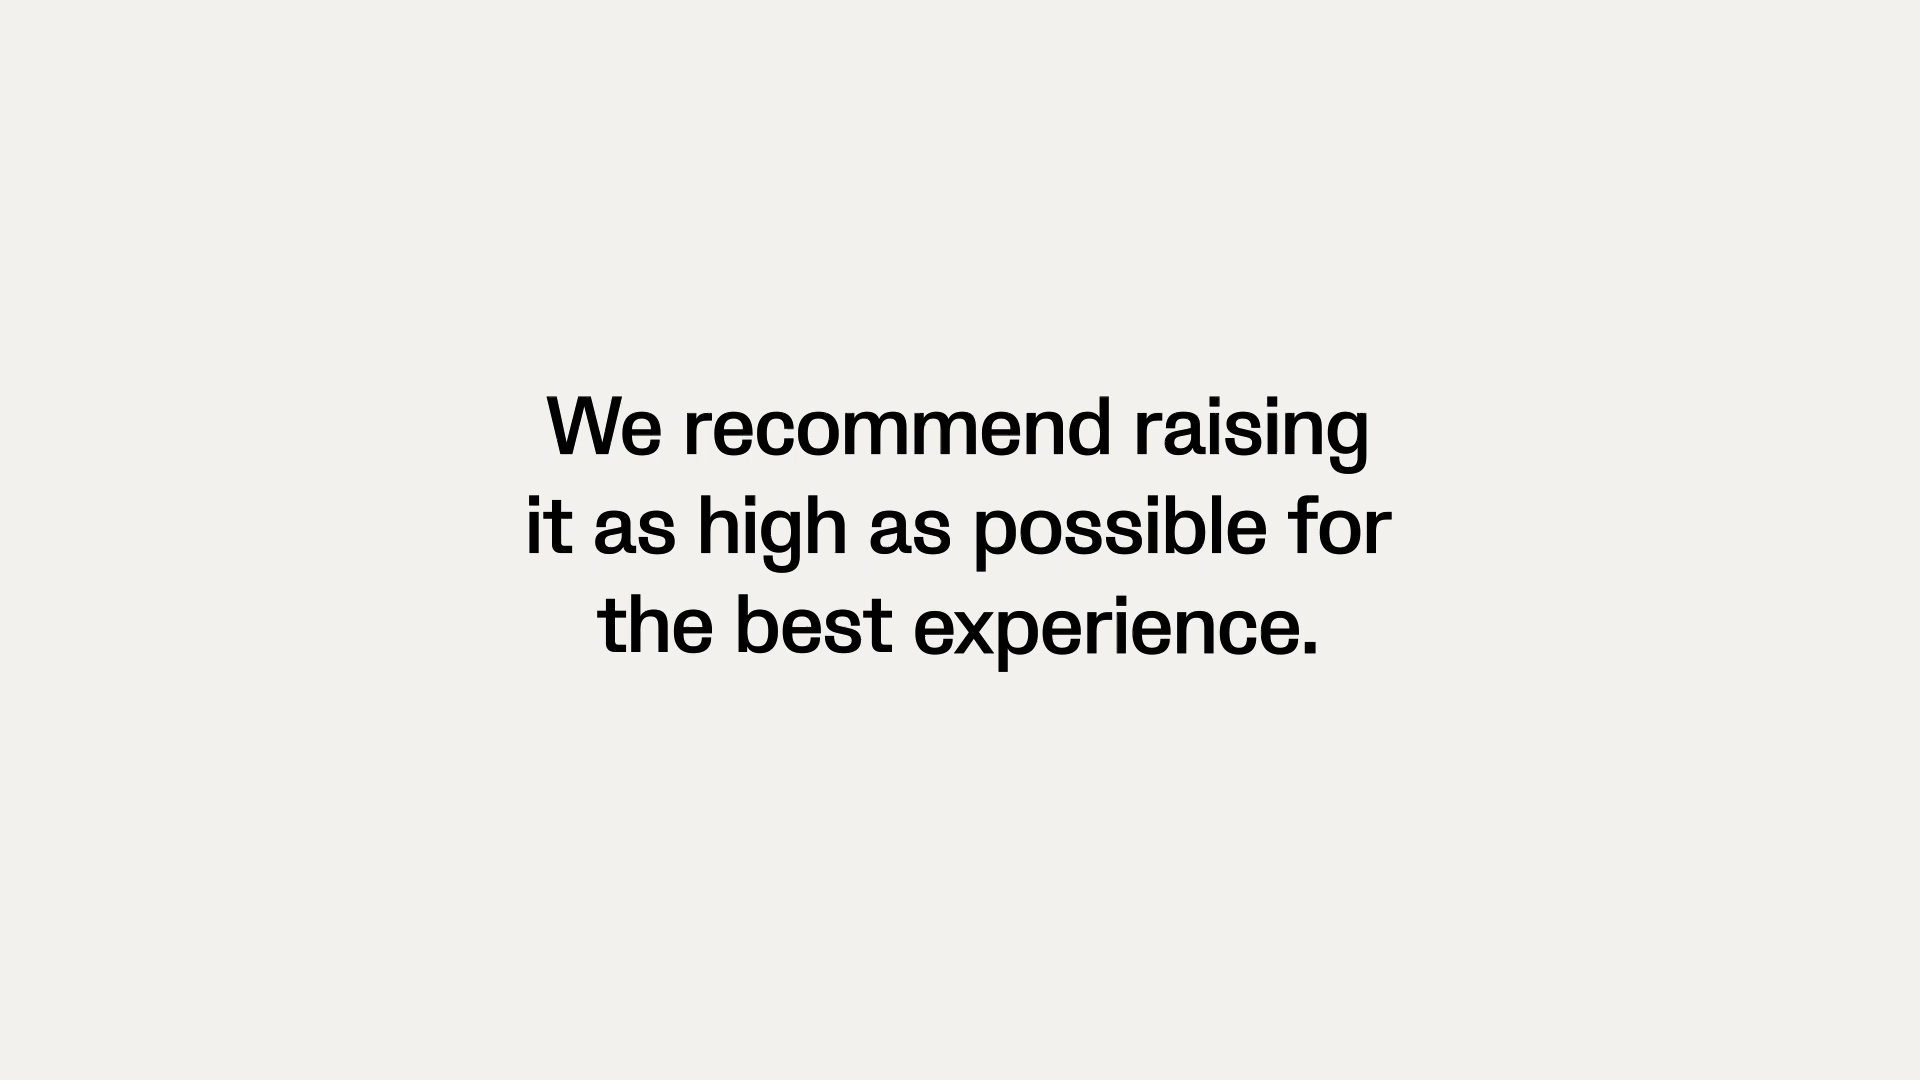 We recommend raising
it as high as possible for
the best experience.